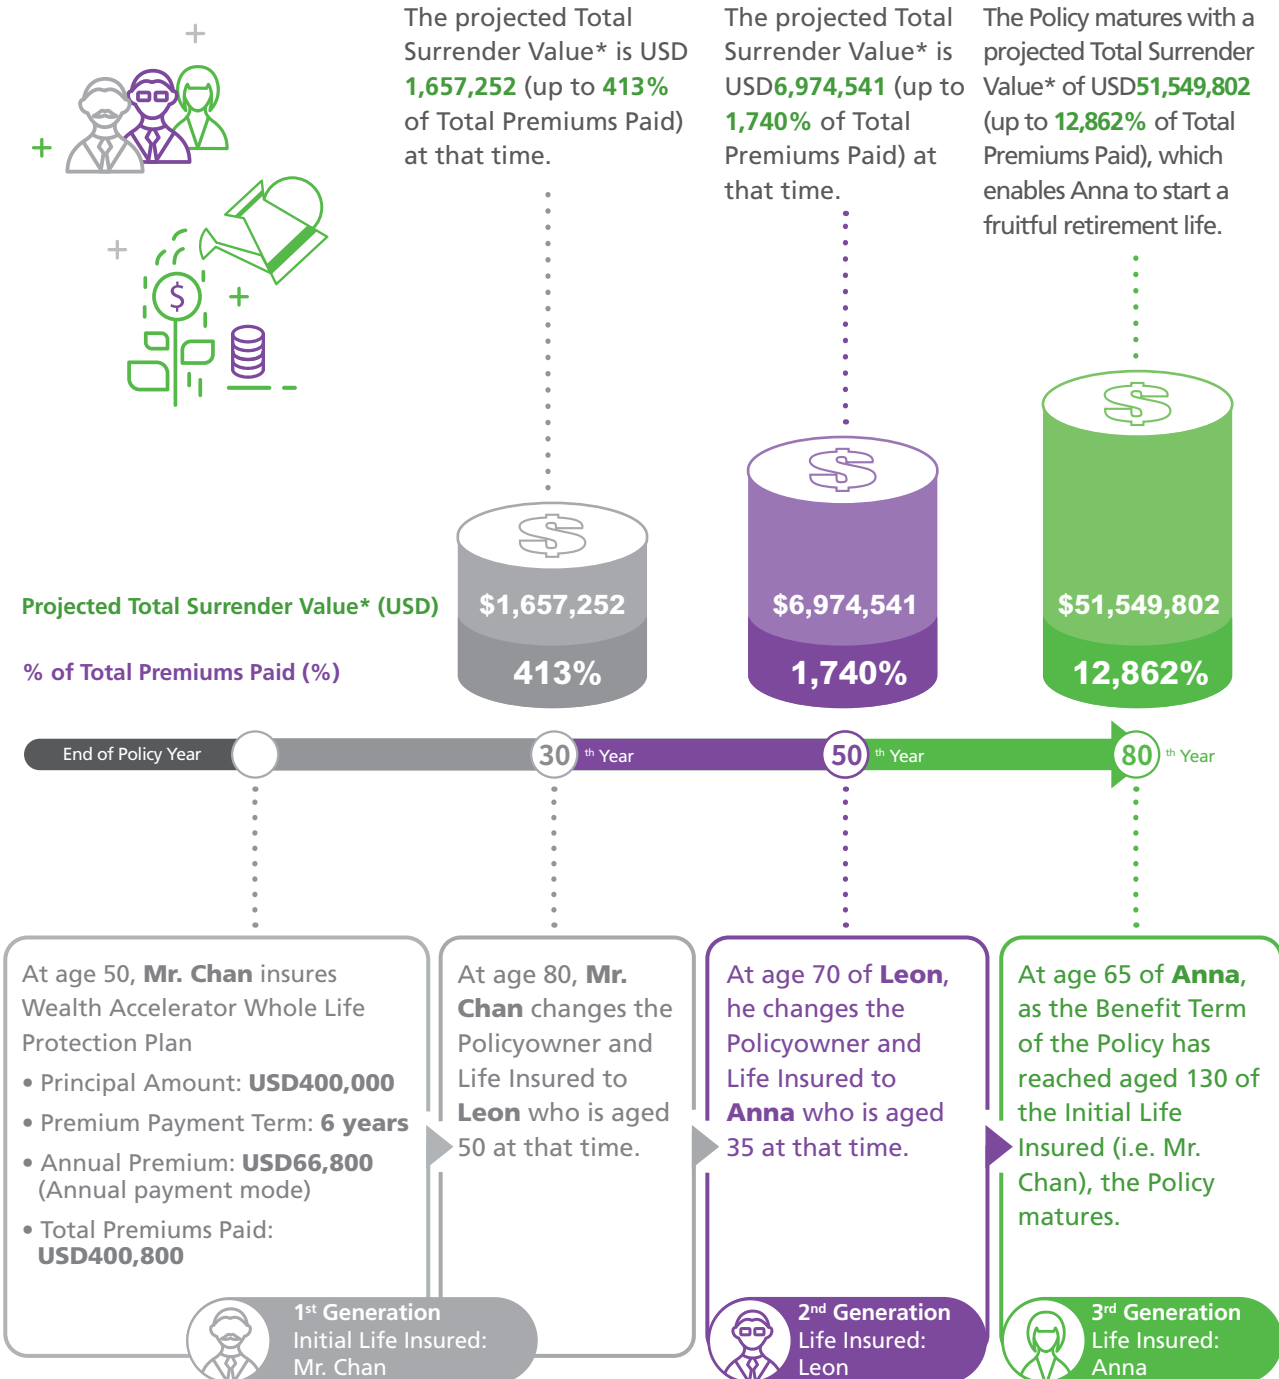 The projected Total
Surrender Value* is USD
1,657,252 (up to 413%
of Total Premiums Paid)
at that time.
The projected Total
Surrender Value* is
USD6,974,541 (up to
1,740% of Total
Premiums Paid) at
that time.
The Policy matures with a
projected Total Surrender
Value* of USD51,549,802
(up to 12,862% of Total
Premiums Paid), which
enables Anna to start a
fruitful retirement life.
$
$
$
$
Projected Total Surrender Value* (USD)
$1,657,252
$6,974,541
$51,549,802
% of Total Premiums Paid (%)
413%
1,740%
12,862%
End of Policy Year
30 th Year
50 th Year
80 th Year
At age 50, Mr. Chan insures
Wealth Accelerator Whole Life
Protection Plan
• Principal Amount: USD400,000
• Premium Payment Term: 6 years
• Annual Premium: USD66,800
(Annual payment mode)
• Total Premiums Paid:
USD400,800
At age 80, Mr.
Chan changes the
Policyowner and
Life Insured to
Leon who is aged
50 at that time.
At age 70 of Leon,
he changes the
Policyowner and
Life Insured to
Anna who is aged
35 at that time.
At age 65 of Anna,
as the Benefit Term
of the Policy has
reached aged 130 of
the Initial Life
Insured (i.e. Mr.
Chan), the Policy
matures.
1st Generation
Initial Life Insured:
Mr. Chan
2nd Generation
Life Insured:
Leon
3rd Generation
Life Insured:
Anna